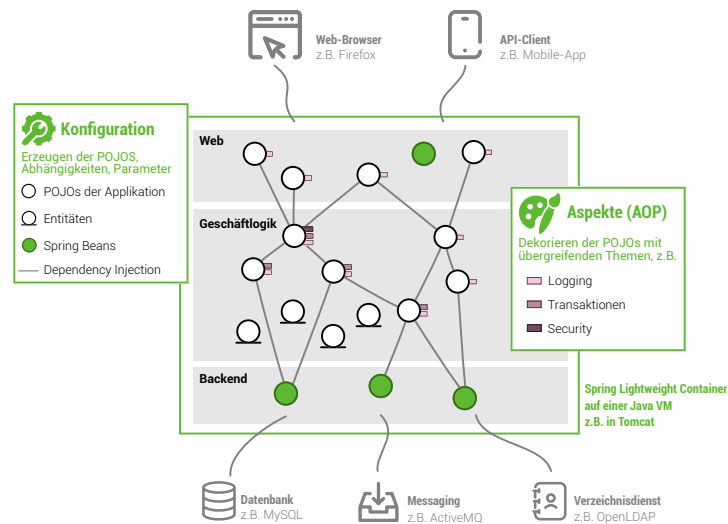 Web-Browser
z.B. Firefox
API-Client
z.B. Mobile-App
Konfiguration
Erzeugen der POJOS,
Abhängigkeiten, Parameter
POJOs der Applikation
Entitäten
Spring Beans
Dependency Injection
Web
Geschäftlogik
Backend
Aspekte (AOP)
Dekorieren der POJOs mit
übergreifenden Themen, z.B.
Logging
Transaktionen
Security
Spring Lightweight Container
auf einer Java VM
z.B. in Tomcat
Datenbank
z.B. MySQL
Messaging
z.B. ActiveMQ
Verzeichnisdienst
z.B. OpenLDAP